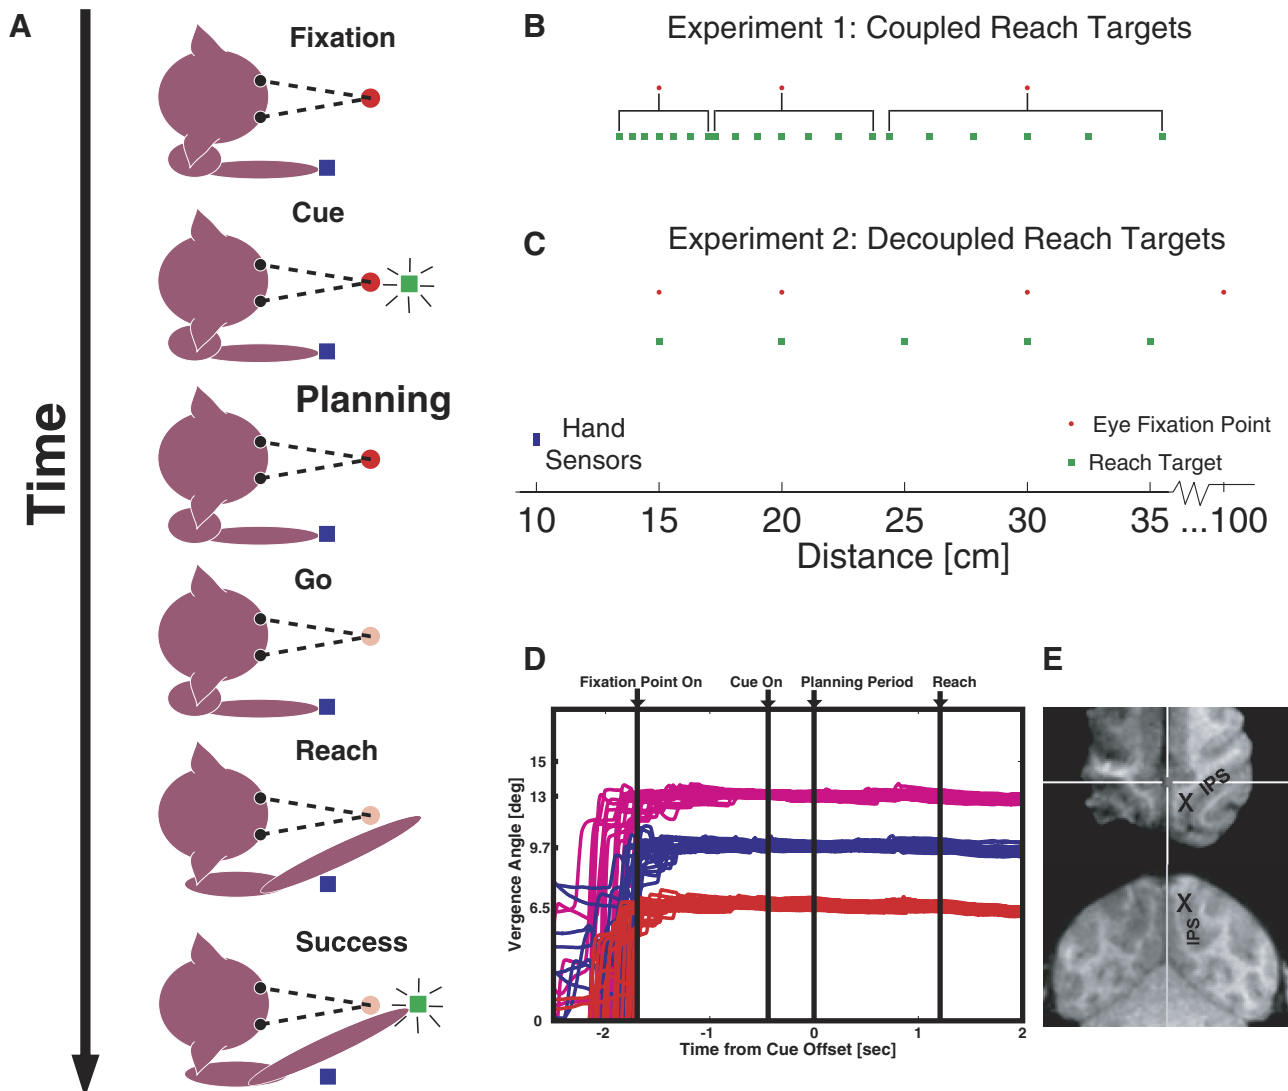 A
Time
Fixation
Cue
Planning
Go
Reach
Success
B
Experiment 1: Coupled Reach Targets
C
Experiment 2: Decoupled Reach Targets
Hand
Sensors
Eye Fixation Point
Reach Target
10 15 20 25 30 35 ...100
Distance [cm]
D
Fixation Point On Cue On Planning Period Reach
Vergence Angle [deg]
15
13
9.7
6.5
0
-2 -1 0 1 2
Time from Cue Offset [sec]
E
X IPS
X
IPS